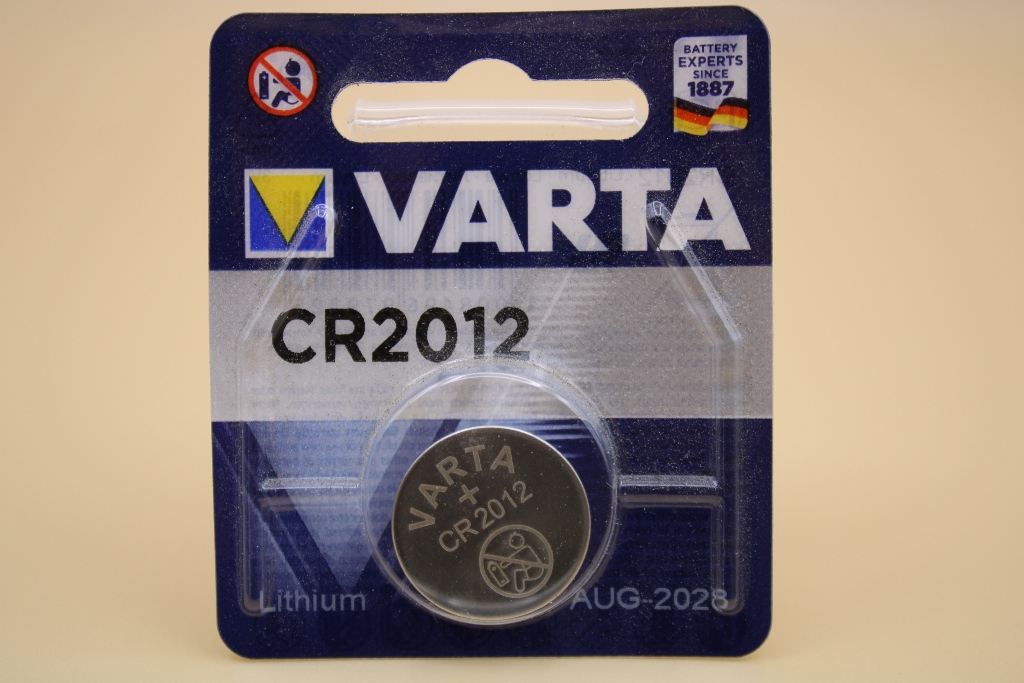 BATTERY
EXPERTS
SINCE
1887
VARTA
CR2012
VARTA
+
CR2012
Lithium
AUG-2028